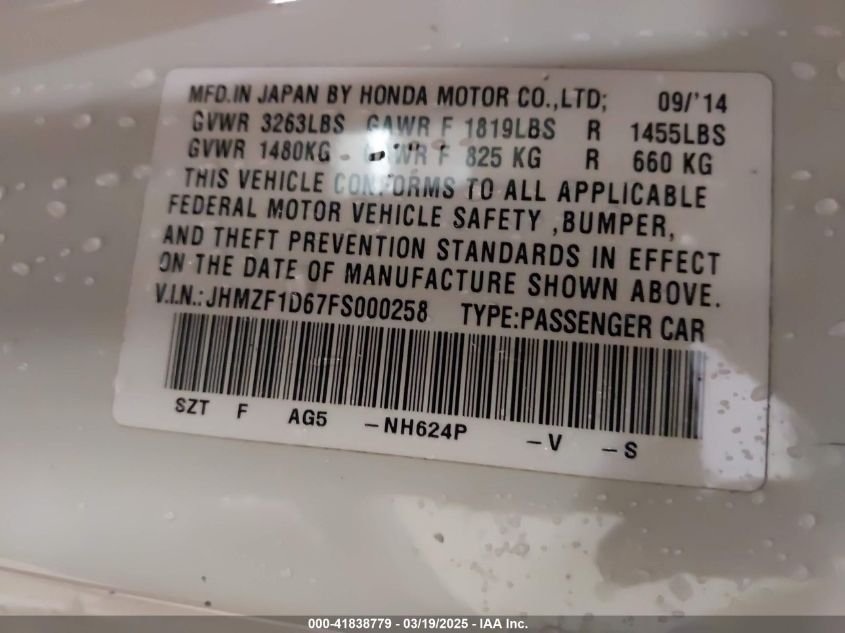 MFD.IN JAPAN BY HONDA MOTOR CO.,LTD; 09/'14
GVWR 3263LBS GAWR F 1819LBS R 1455LBS
GVWR 1480KG - GAWR F 825 KG R 660 KG
THIS VEHICLE CONFORMS TO ALL APPLICABLE
FEDERAL MOTOR VEHICLE SAFETY ,BUMPER,
AND THEFT PREVENTION STANDARDS IN EFFECT
ON THE DATE OF MANUFACTURE SHOWN ABOVE.
V.I.N.: JHMZF1D67FS000258 TYPE:PASSENGER CAR
SZT F AG5 -NH624P -V -S
000-41838779 - 03/19/2025 - IAA Inc.